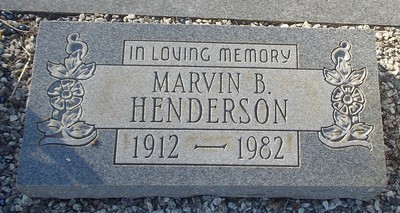 IN LOVING MEMORY
MARVIN B.
HENDERSON
1912 — 1982